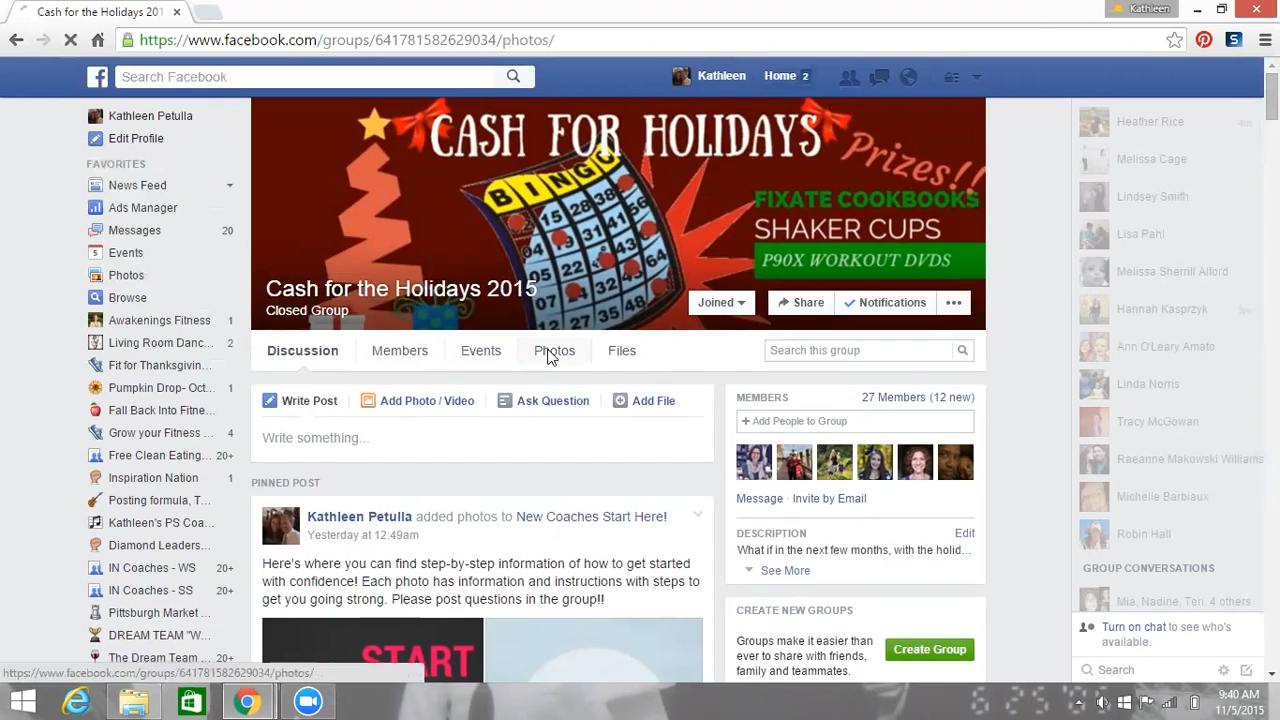 Cash for the Holidays 201
Kathleen
https://www.facebook.com/groups/641781582629034/photos/
Search Facebook
Kathleen
Home 2
Kathleen Petulla
Edit Profile
FAVORITES
News Feed
Ads Manager
Messages 20
5 Events
Photos
Browse
Awakenings Fitness 1
Living Room Danc... 2
Fit for Thanksgivin...
Pumpkin Drop- Oct... 1
Fall Back Into Fitne...
Grow your Fitness ... 4
Free Clean Eating... 20+
Inspiration Nation 1
Posting formula, T...
Kathleen's PS Coa...
Diamond Leaders...
IN Coaches - WS 20+
IN Coaches - SS 20+
Pittsburgh Market ...
DREAM TEAM "W...
The Dream Team ...
CASH FOR HOLIDAYS
Prizes!!
BINGO
FIXATE COOKBOOKS
SHAKER CUPS
P90X WORKOUT DVDS
Cash for the Holidays 2015
Closed Group
Joined
Share
Notifications
Discussion
Members
Events
Photos
Files
Search this group
Write Post
Add Photo / Video
Ask Question
Add File
Write something...
PINNED POST
Kathleen Petulla added photos to New Coaches Start Here!
Yesterday at 12:49am
Here's where you can find step-by-step information of how to get started
with confidence! Each photo has information and instructions with steps to
get you going strong. Please post questions in the group!!
START
MEMBERS
27 Members (12 new)
+ Add People to Group
Message · Invite by Email
DESCRIPTION
Edit
What if in the next few months, with the holid...
See More
CREATE NEW GROUPS
Groups make it easier than
ever to share with friends,
family and teammates.
Create Group
Heather Rice 4m
Melissa Cage
Lindsey Smith
Lisa Pahl
Melissa Sherrill Alford
Hannah Kasprzyk
Ann O'Leary Amato
Linda Norris
Tracy McGowan
Raeanne Makowski Williams
Michelle Barbiaux
Robin Hall
GROUP CONVERSATIONS
Mia, Nadine, Teri, 4 others
Turn on chat to see who's
available.
Search
https://www.facebook.com/groups/641781582629034/photos/
9:40 AM
11/5/2015